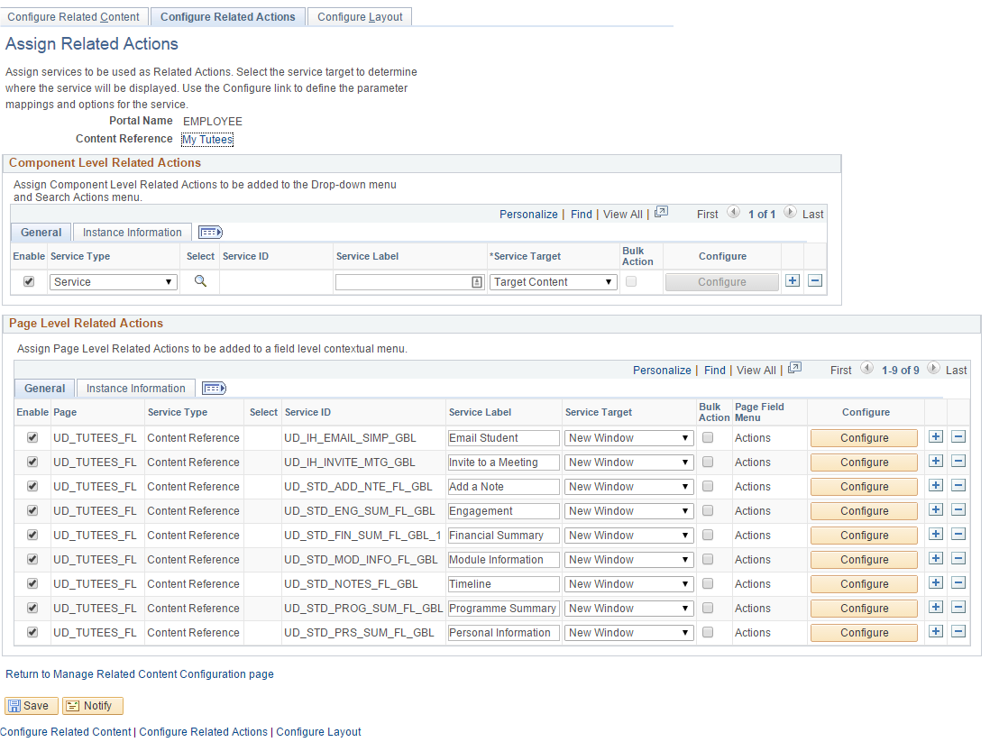 Configure Related Content Configure Related Actions Configure Layout
Assign Related Actions
Assign services to be used as Related Actions. Select the service target to determine
where the service will be displayed. Use the Configure link to define the parameter
mappings and options for the service.
Portal Name EMPLOYEE
Content Reference My Tutees
Component Level Related Actions
Assign Component Level Related Actions to be added to the Drop-down menu
and Search Actions menu.
Personalize | Find | View All | First 1 of 1 Last
General Instance Information
Enable Service Type Select Service ID Service Label *Service Target Bulk Action Configure
Service Target Content Configure
Page Level Related Actions
Assign Page Level Related Actions to be added to a field level contextual menu.
Personalize | Find | View All | First 1-9 of 9 Last
General Instance Information
Enable Page Service Type Select Service ID Service Label Service Target Bulk Action Page Field Menu Configure
UD_TUTEES_FL Content Reference UD_IH_EMAIL_SIMP_GBL Email Student New Window Actions Configure
UD_TUTEES_FL Content Reference UD_IH_INVITE_MTG_GBL Invite to a Meeting New Window Actions Configure
UD_TUTEES_FL Content Reference UD_STD_ADD_NTE_FL_GBL Add a Note New Window Actions Configure
UD_TUTEES_FL Content Reference UD_STD_ENG_SUM_FL_GBL Engagement New Window Actions Configure
UD_TUTEES_FL Content Reference UD_STD_FIN_SUM_FL_GBL_1 Financial Summary New Window Actions Configure
UD_TUTEES_FL Content Reference UD_STD_MOD_INFO_FL_GBL Module Information New Window Actions Configure
UD_TUTEES_FL Content Reference UD_STD_NOTES_FL_GBL Timeline New Window Actions Configure
UD_TUTEES_FL Content Reference UD_STD_PROG_SUM_FL_GBL Programme Summary New Window Actions Configure
UD_TUTEES_FL Content Reference UD_STD_PRS_SUM_FL_GBL Personal Information New Window Actions Configure
Return to Manage Related Content Configuration page
Save Notify
Configure Related Content | Configure Related Actions | Configure Layout